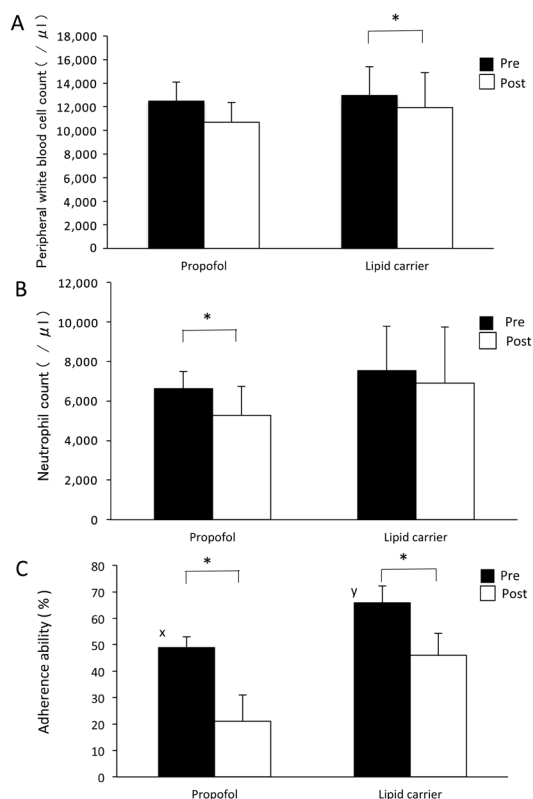 A
Peripheral white blood cell count ( / μl)
18,000
16,000
14,000
12,000
10,000
8,000
6,000
4,000
2,000
0
*
Pre
Post
Propofol
Lipid carrier
B
Neutrophil count ( / μl)
12,000
10,000
8,000
6,000
4,000
2,000
0
*
Pre
Post
Propofol
Lipid carrier
C
Adherence ability ( % )
80
70
60
50
40
30
20
10
0
x
*
y
*
Pre
Post
Propofol
Lipid carrier